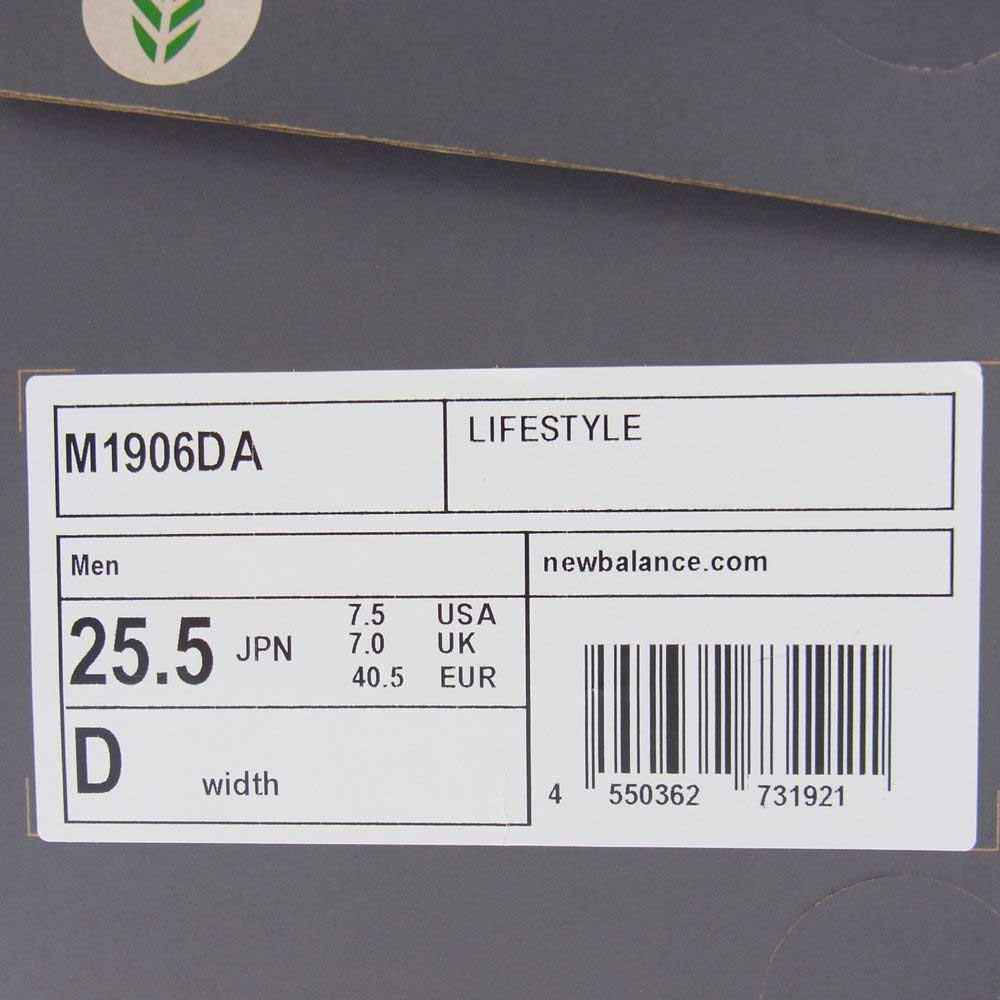 M1906DA
LIFESTYLE
Men
newbalance.com
25.5 JPN
7.5 USA
7.0 UK
40.5 EUR
D width
4 550362 731921